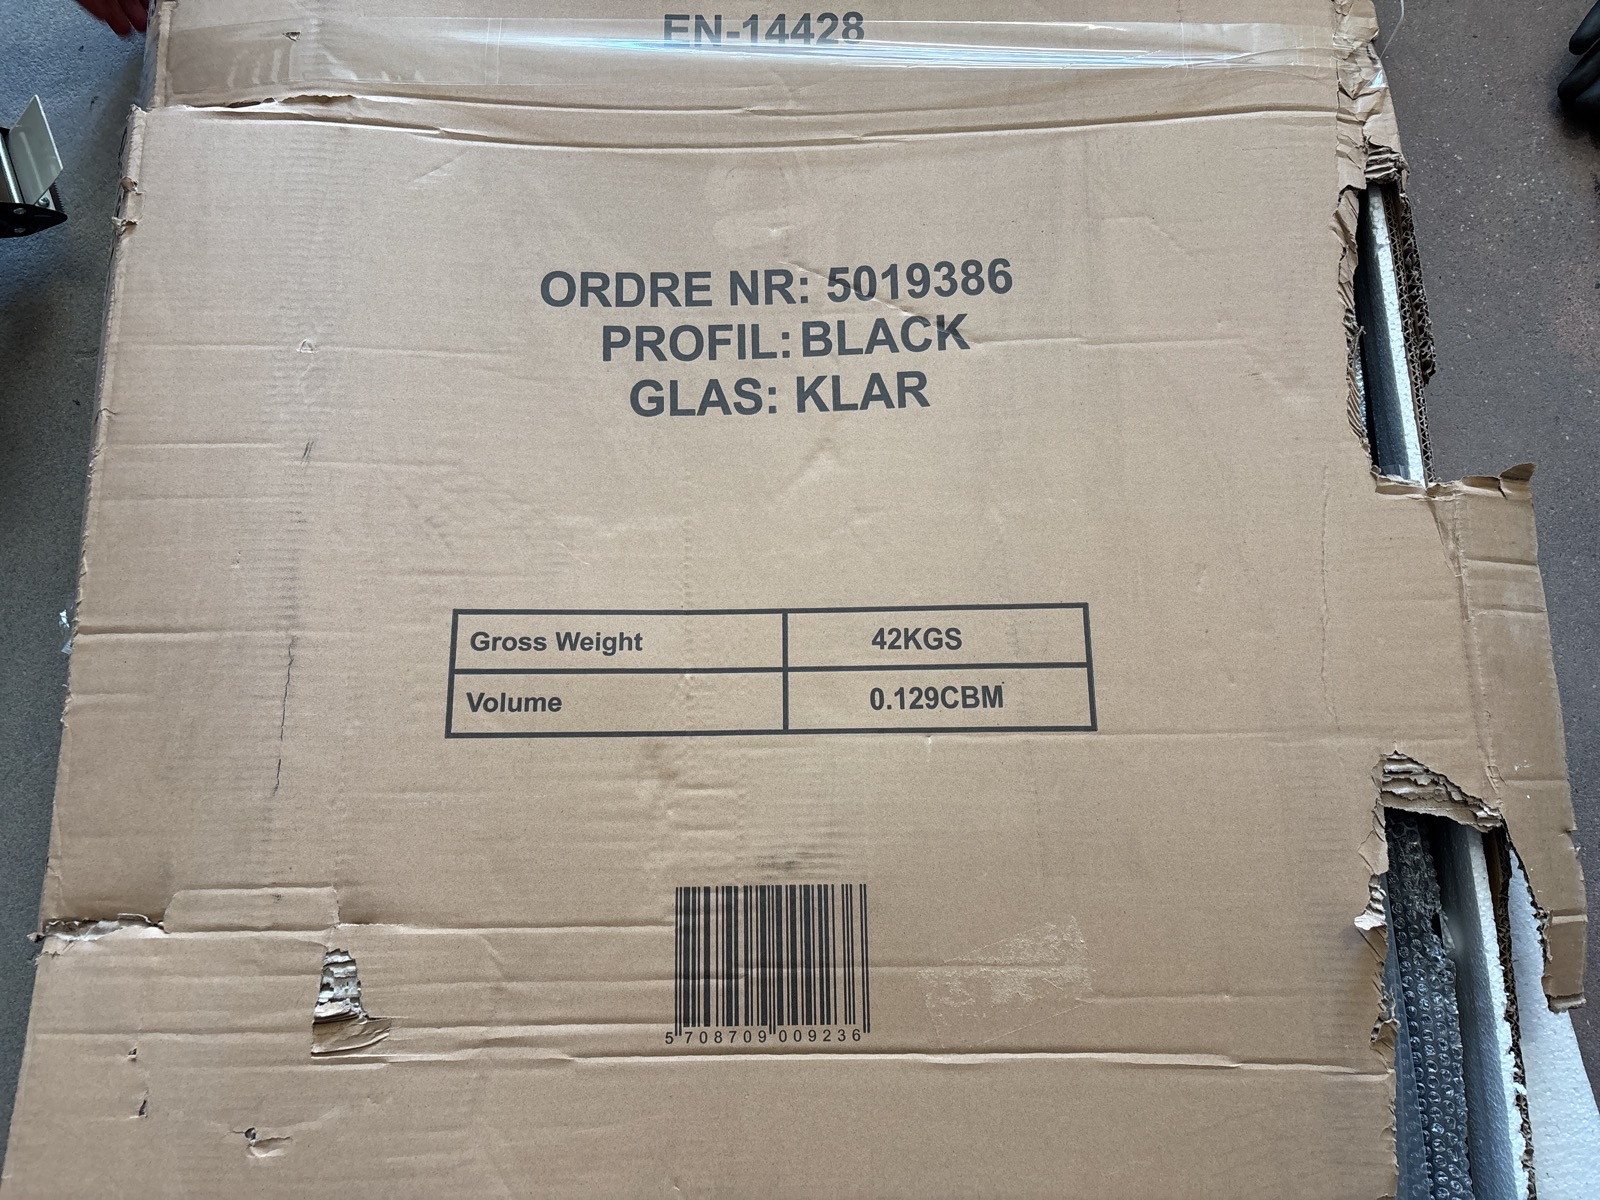 EN-14428
ORDRE NR: 5019386
PROFIL: BLACK
GLAS: KLAR
Gross Weight 42KGS
Volume 0.129CBM
5 708709 009236